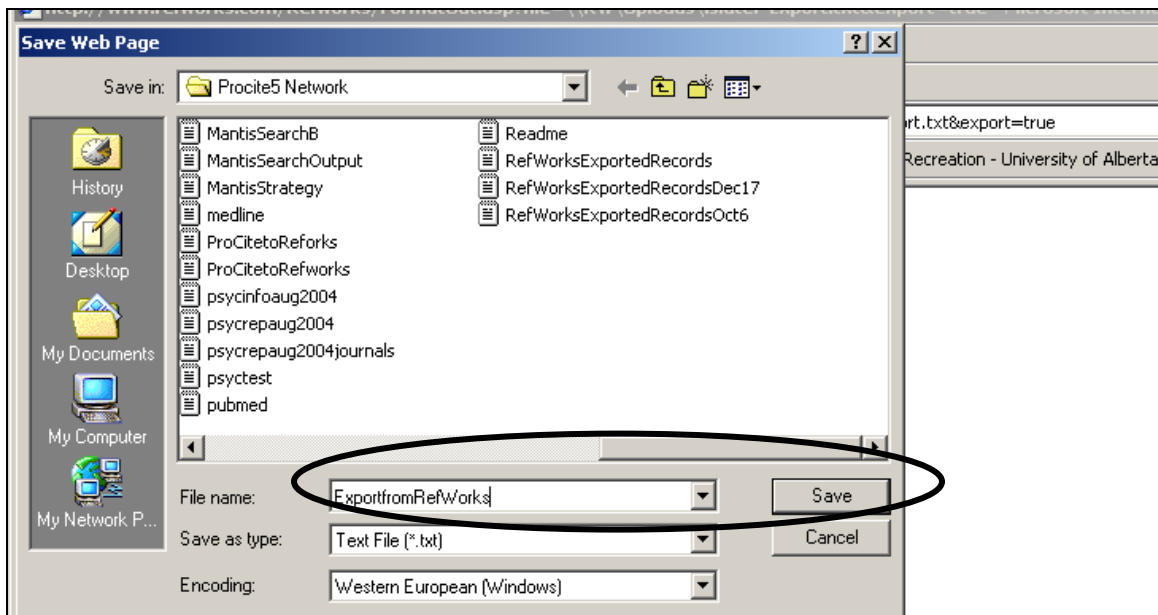 Save Web Page
Save in: Procite5 Network
MantisSearchB
MantisSearchOutput
MantisStrategy
medline
ProCitetoReforks
ProCitetoRefworks
psycinfoaug2004
psycrepaug2004
psycrepaug2004journals
psyctest
pubmed
Readme
RefWorksExportedRecords
RefWorksExportedRecordsDec17
RefWorksExportedRecordsOct6
History
Desktop
My Documents
My Computer
My Network P...
File name: ExportfromRefWorks Save
Save as type: Text File (*.txt) Cancel
Encoding: Western European (Windows)
rt.txt&export=true
Recreation - University of Alberta